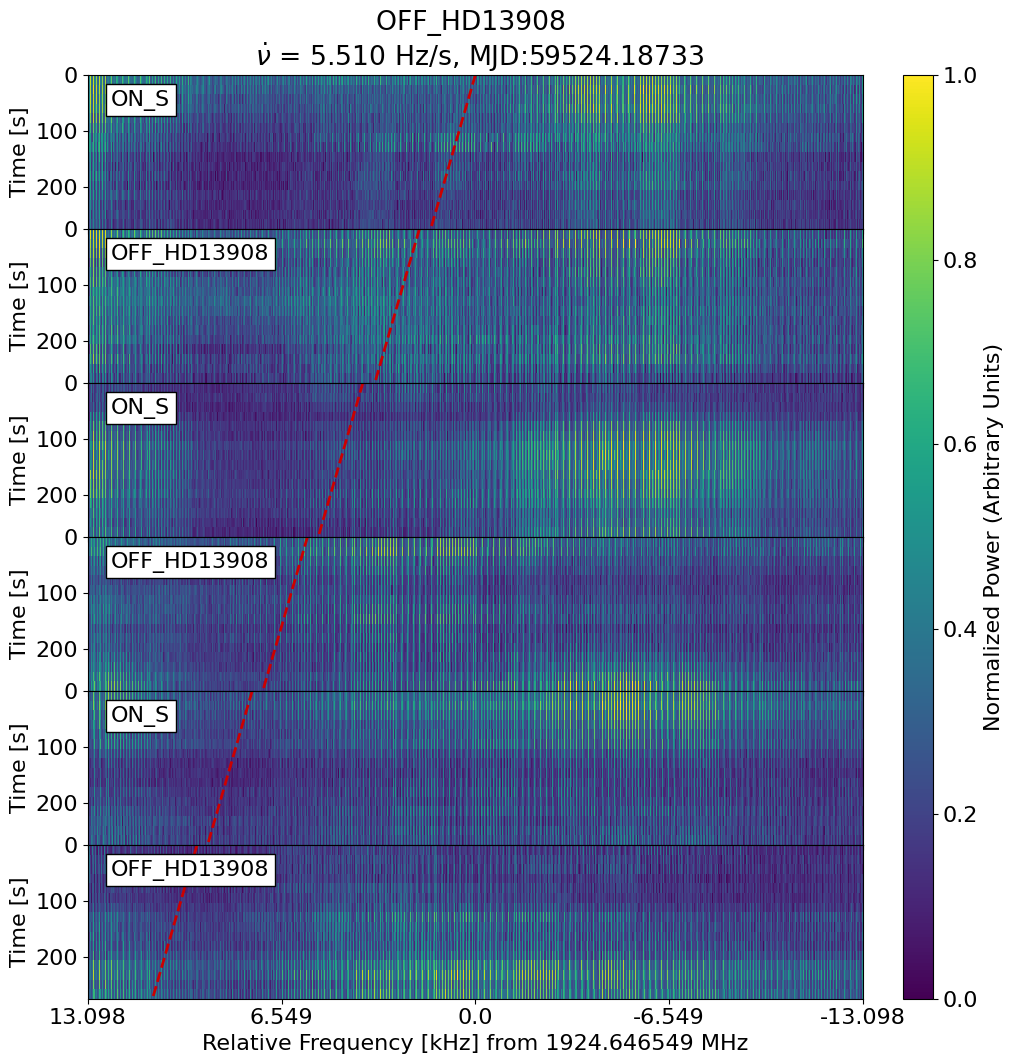 OFF_HD13908
ν̇ = 5.510 Hz/s, MJD:59524.18733
ON_S
OFF_HD13908
ON_S
OFF_HD13908
ON_S
OFF_HD13908
Time [s]
0
100
200
Time [s]
0
100
200
Time [s]
0
100
200
Time [s]
0
100
200
Time [s]
0
100
200
Time [s]
0
100
200
13.098 6.549 0.0 -6.549 -13.098
Relative Frequency [kHz] from 1924.646549 MHz
1.0
0.8
0.6
0.4
0.2
0.0
Normalized Power (Arbitrary Units)